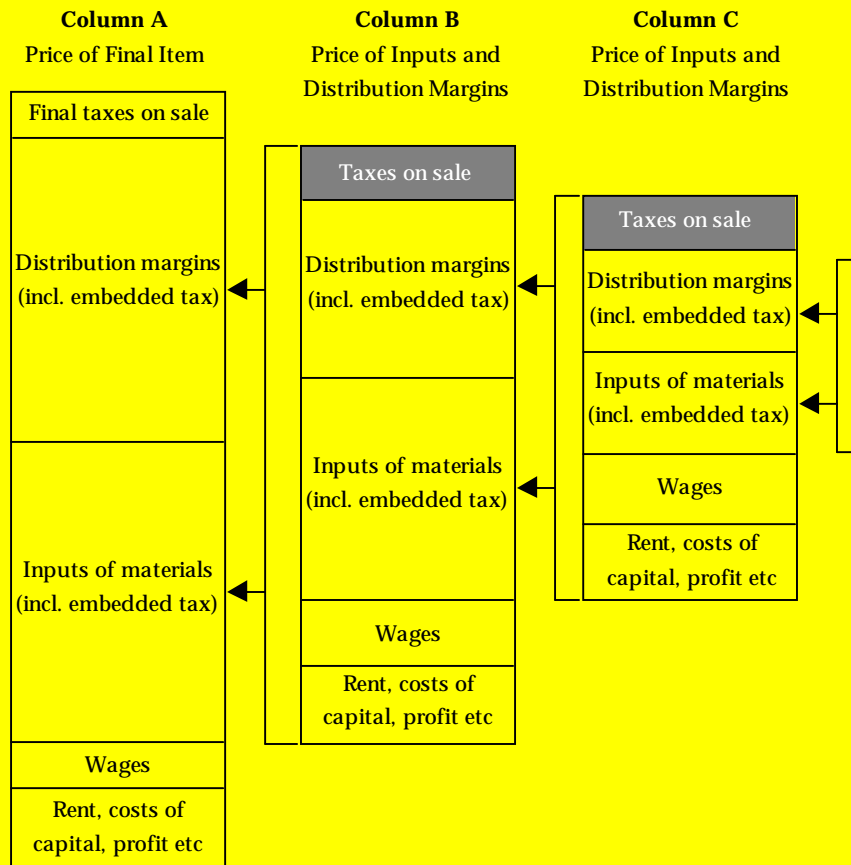 Column A
Price of Final Item
Final taxes on sale
Distribution margins
(incl. embedded tax)
Inputs of materials
(incl. embedded tax)
Wages
Rent, costs of
capital, profit etc
Column B
Price of Inputs and
Distribution Margins
Taxes on sale
Distribution margins
(incl. embedded tax)
Inputs of materials
(incl. embedded tax)
Wages
Rent, costs of
capital, profit etc
Column C
Price of Inputs and
Distribution Margins
Taxes on sale
Distribution margins
(incl. embedded tax)
Inputs of materials
(incl. embedded tax)
Wages
Rent, costs of
capital, profit etc